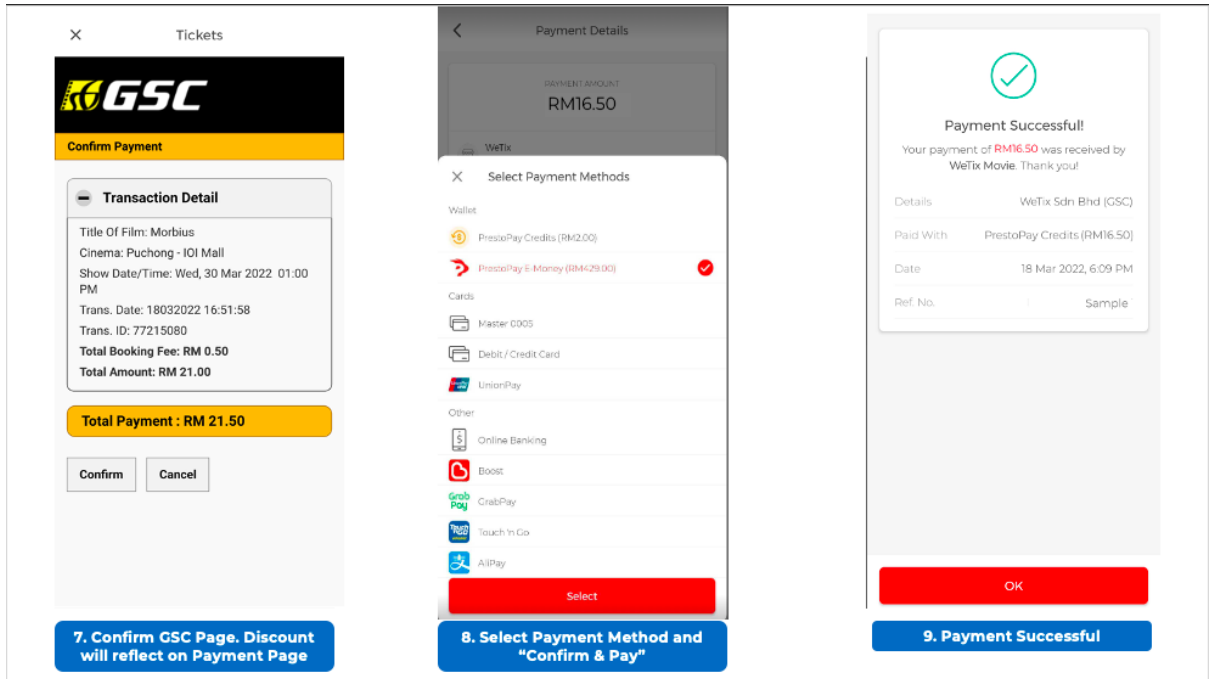 Tickets
GSC
Confirm Payment
Transaction Detail
Title Of Film: Morbius
Cinema: Puchong - IOI Mall
Show Date/Time: Wed, 30 Mar 2022 01:00
PM
Trans. Date: 18032022 16:51:58
Trans. ID: 77215080
Total Booking Fee: RM 0.50
Total Amount: RM 21.00
Total Payment : RM 21.50
Confirm Cancel
7. Confirm GSC Page. Discount
will reflect on Payment Page
Payment Details
PAYMENT AMOUNT
RM16.50
WeTix
Select Payment Methods
Wallet
PrestoPay Credits (RM2.00)
PrestoPay E-Money (RM429.00)
Cards
Master 0005
Debit / Credit Card
UnionPay
Other
Online Banking
Boost
Grab
Pay
GrabPay
Touch 'n Go
AliPay
Select
8. Select Payment Method and
“Confirm & Pay”
Payment Successful!
Your payment of RM16.50 was received by
WeTix Movie. Thank you!
Details WeTix Sdn Bhd (GSC)
Paid With PrestoPay Credits (RM16.50)
Date 18 Mar 2022, 6:09 PM
Ref. No. Sample
OK
9. Payment Successful